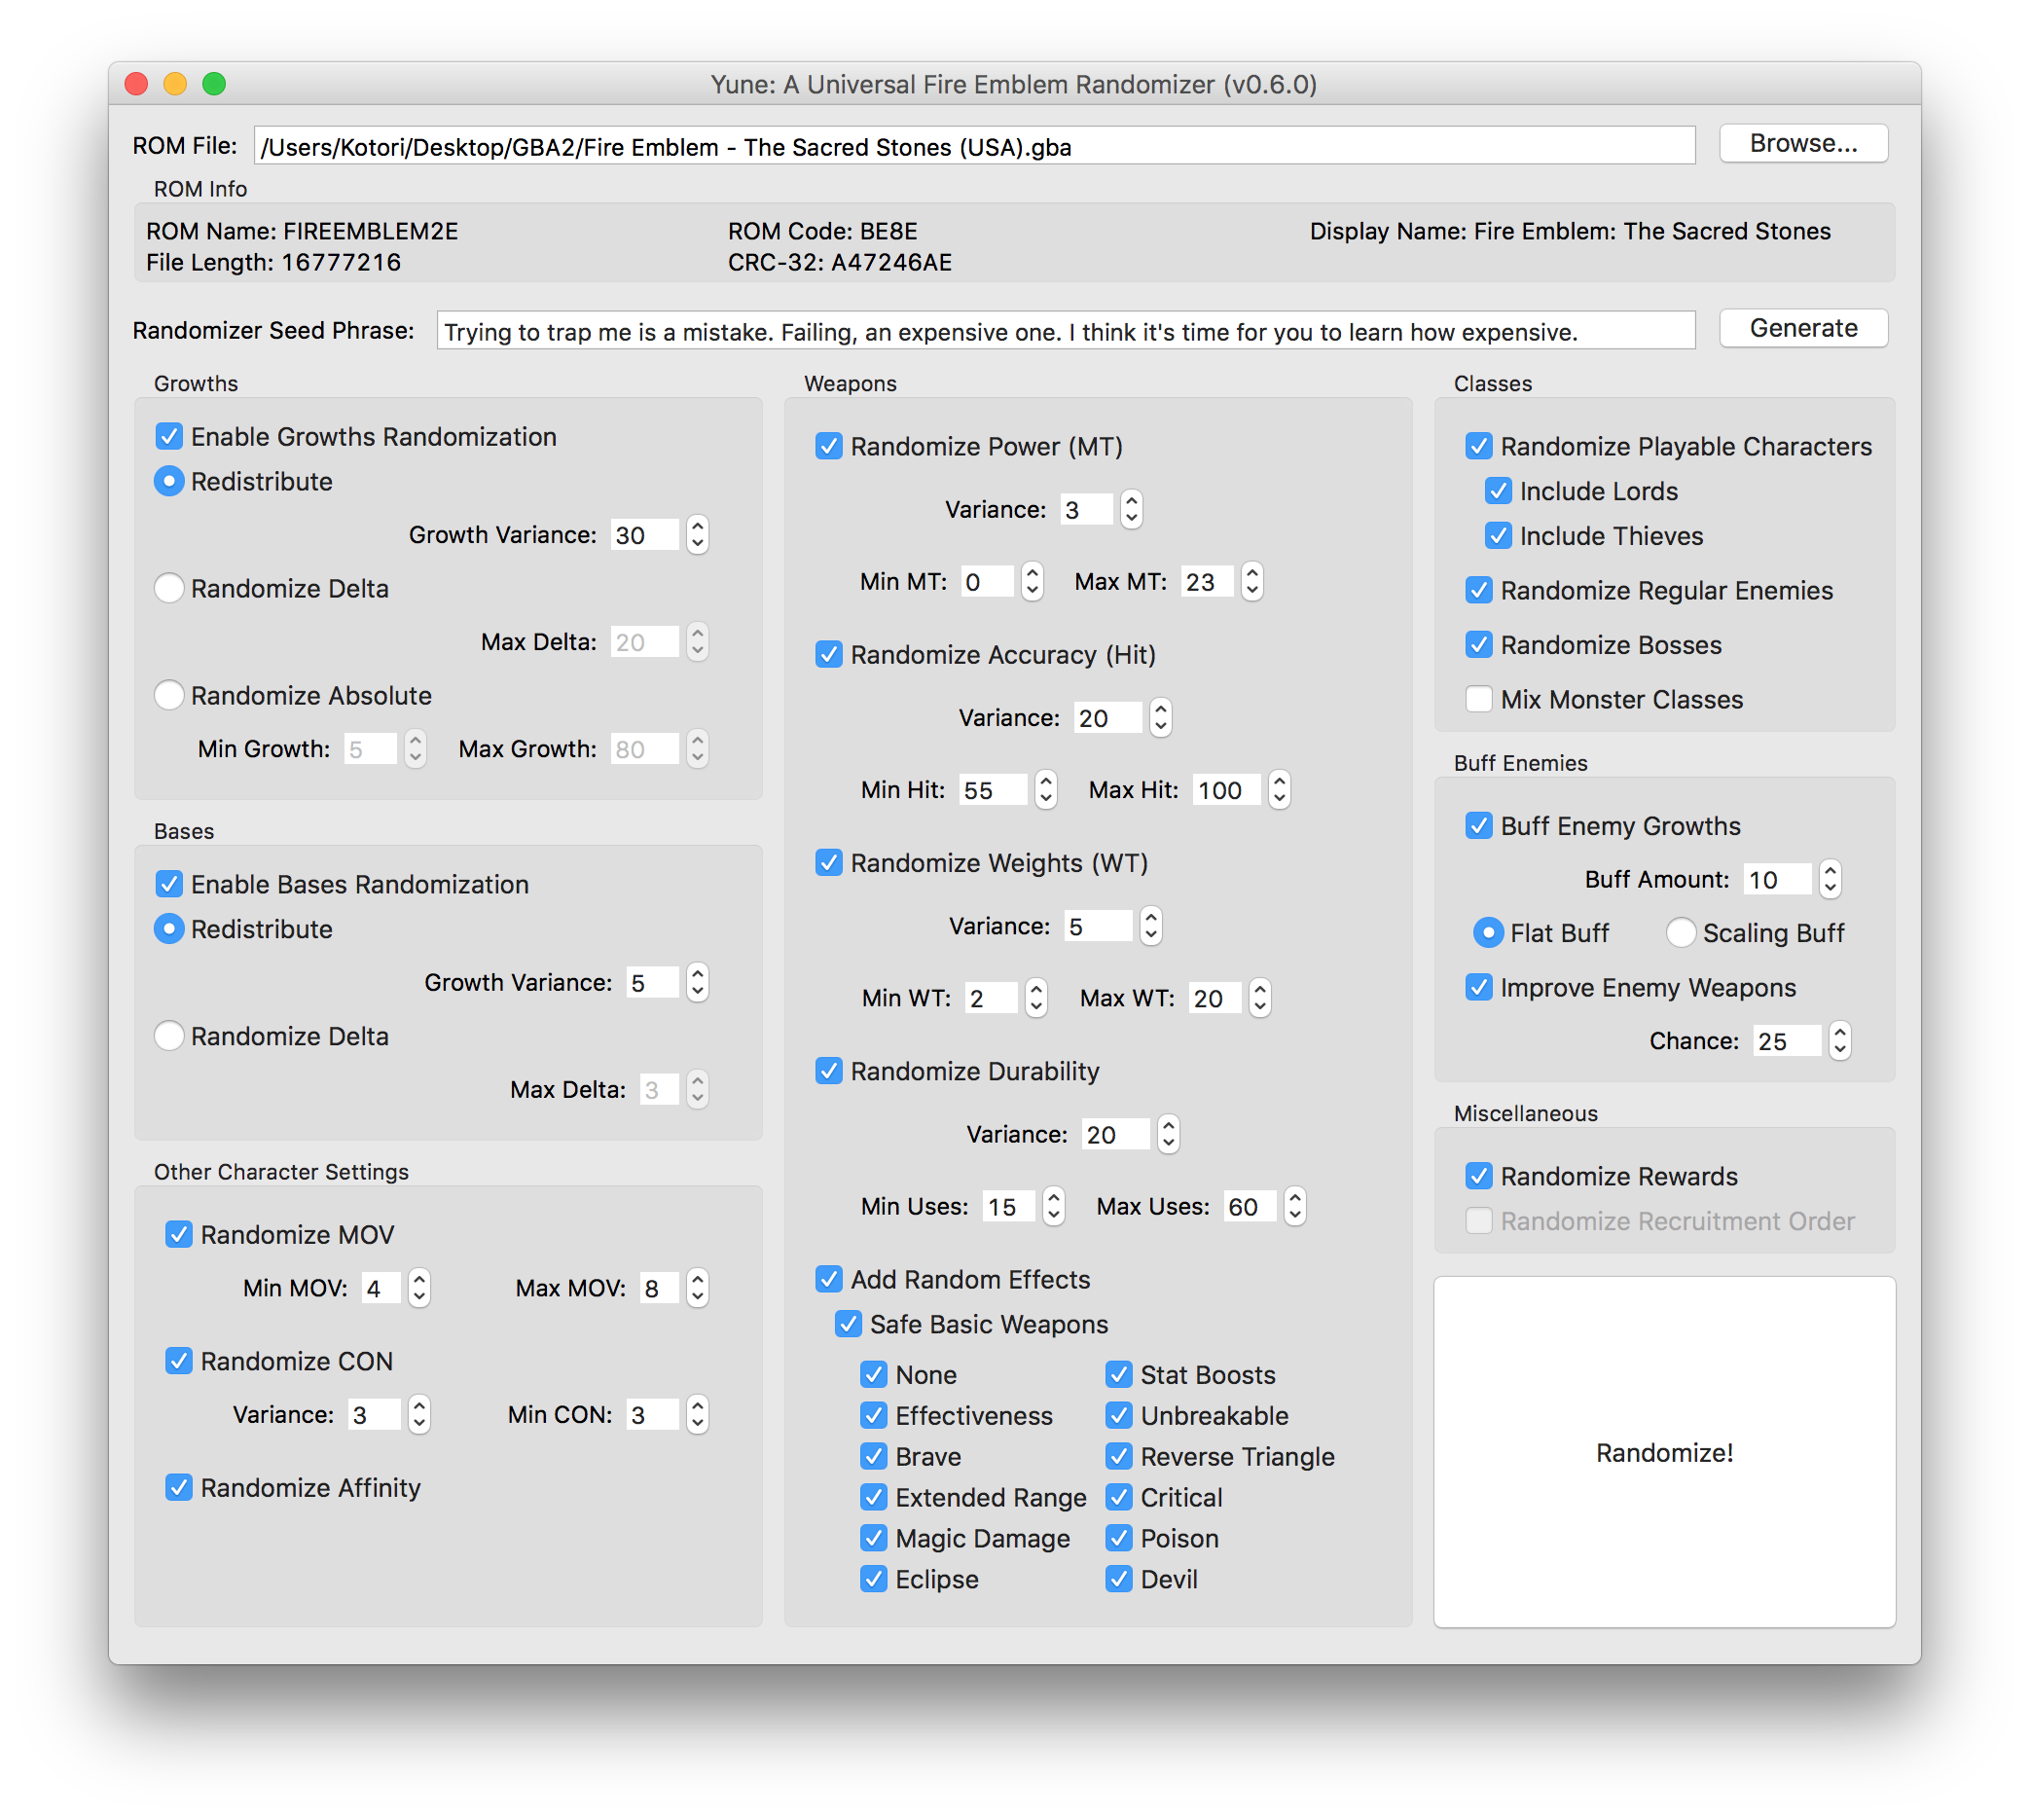 Yune: A Universal Fire Emblem Randomizer (v0.6.0)
ROM File: /Users/Kotori/Desktop/GBA2/Fire Emblem - The Sacred Stones (USA).gba Browse...
ROM Info
ROM Name: FIREEMBLEM2E ROM Code: BE8E Display Name: Fire Emblem: The Sacred Stones
File Length: 16777216 CRC-32: A47246AE
Randomizer Seed Phrase: Trying to trap me is a mistake. Failing, an expensive one. I think it's time for you to learn how expensive. Generate
Growths
Enable Growths Randomization
Redistribute
Growth Variance: 30
Randomize Delta
Max Delta: 20
Randomize Absolute
Min Growth: 5 Max Growth: 80
Bases
Enable Bases Randomization
Redistribute
Growth Variance: 5
Randomize Delta
Max Delta: 3
Other Character Settings
Randomize MOV
Min MOV: 4 Max MOV: 8
Randomize CON
Variance: 3 Min CON: 3
Randomize Affinity
Weapons
Randomize Power (MT)
Variance: 3
Min MT: 0 Max MT: 23
Randomize Accuracy (Hit)
Variance: 20
Min Hit: 55 Max Hit: 100
Randomize Weights (WT)
Variance: 5
Min WT: 2 Max WT: 20
Randomize Durability
Variance: 20
Min Uses: 15 Max Uses: 60
Add Random Effects
Safe Basic Weapons
None Stat Boosts
Effectiveness Unbreakable
Brave Reverse Triangle
Extended Range Critical
Magic Damage Poison
Eclipse Devil
Classes
Randomize Playable Characters
Include Lords
Include Thieves
Randomize Regular Enemies
Randomize Bosses
Mix Monster Classes
Buff Enemies
Buff Enemy Growths
Buff Amount: 10
Flat Buff Scaling Buff
Improve Enemy Weapons
Chance: 25
Miscellaneous
Randomize Rewards
Randomize Recruitment Order
Randomize!